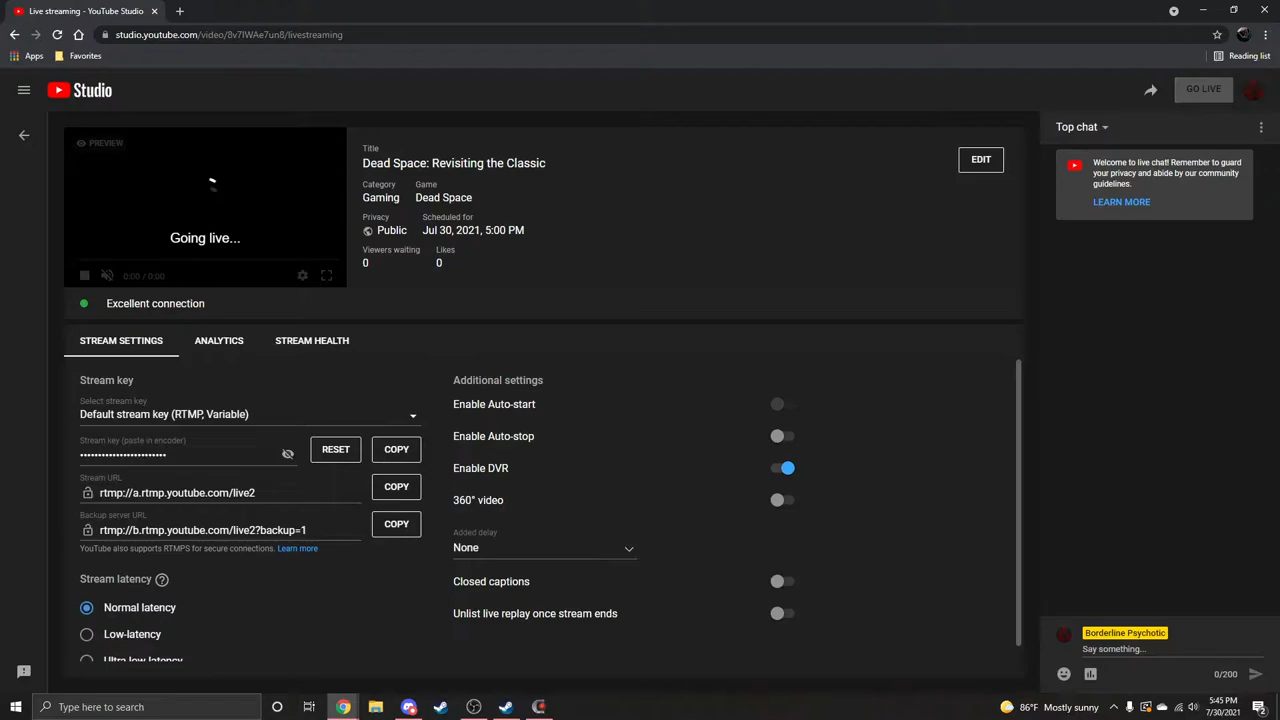 Live streaming - YouTube Studio
studio.youtube.com/video/8v7IWAe7un8/livestreaming
Apps
Favorites
Reading list
Studio
GO LIVE
PREVIEW
Going live...
0:00 / 0:00
Title
Dead Space: Revisiting the Classic
EDIT
Category
Game
Gaming
Dead Space
Privacy
Scheduled for
Public
Jul 30, 2021, 5:00 PM
Viewers waiting
Likes
0
0
Excellent connection
STREAM SETTINGS
ANALYTICS
STREAM HEALTH
Stream key
Select stream key
Default stream key (RTMP, Variable)
Stream key (paste in encoder)
••••••••••••••••••••••••
RESET
COPY
Stream URL
rtmp://a.rtmp.youtube.com/live2
COPY
Backup server URL
rtmp://b.rtmp.youtube.com/live2?backup=1
COPY
YouTube also supports RTMPS for secure connections. Learn more
Stream latency
Normal latency
Low-latency
Ultra low-latency
Additional settings
Enable Auto-start
Enable Auto-stop
Enable DVR
360° video
Added delay
None
Closed captions
Unlist live replay once stream ends
Top chat
Welcome to live chat! Remember to guard
your privacy and abide by our community
guidelines.
LEARN MORE
Borderline Psychotic
Say something...
0/200
Type here to search
86°F Mostly sunny
5:45 PM
7/30/2021
2